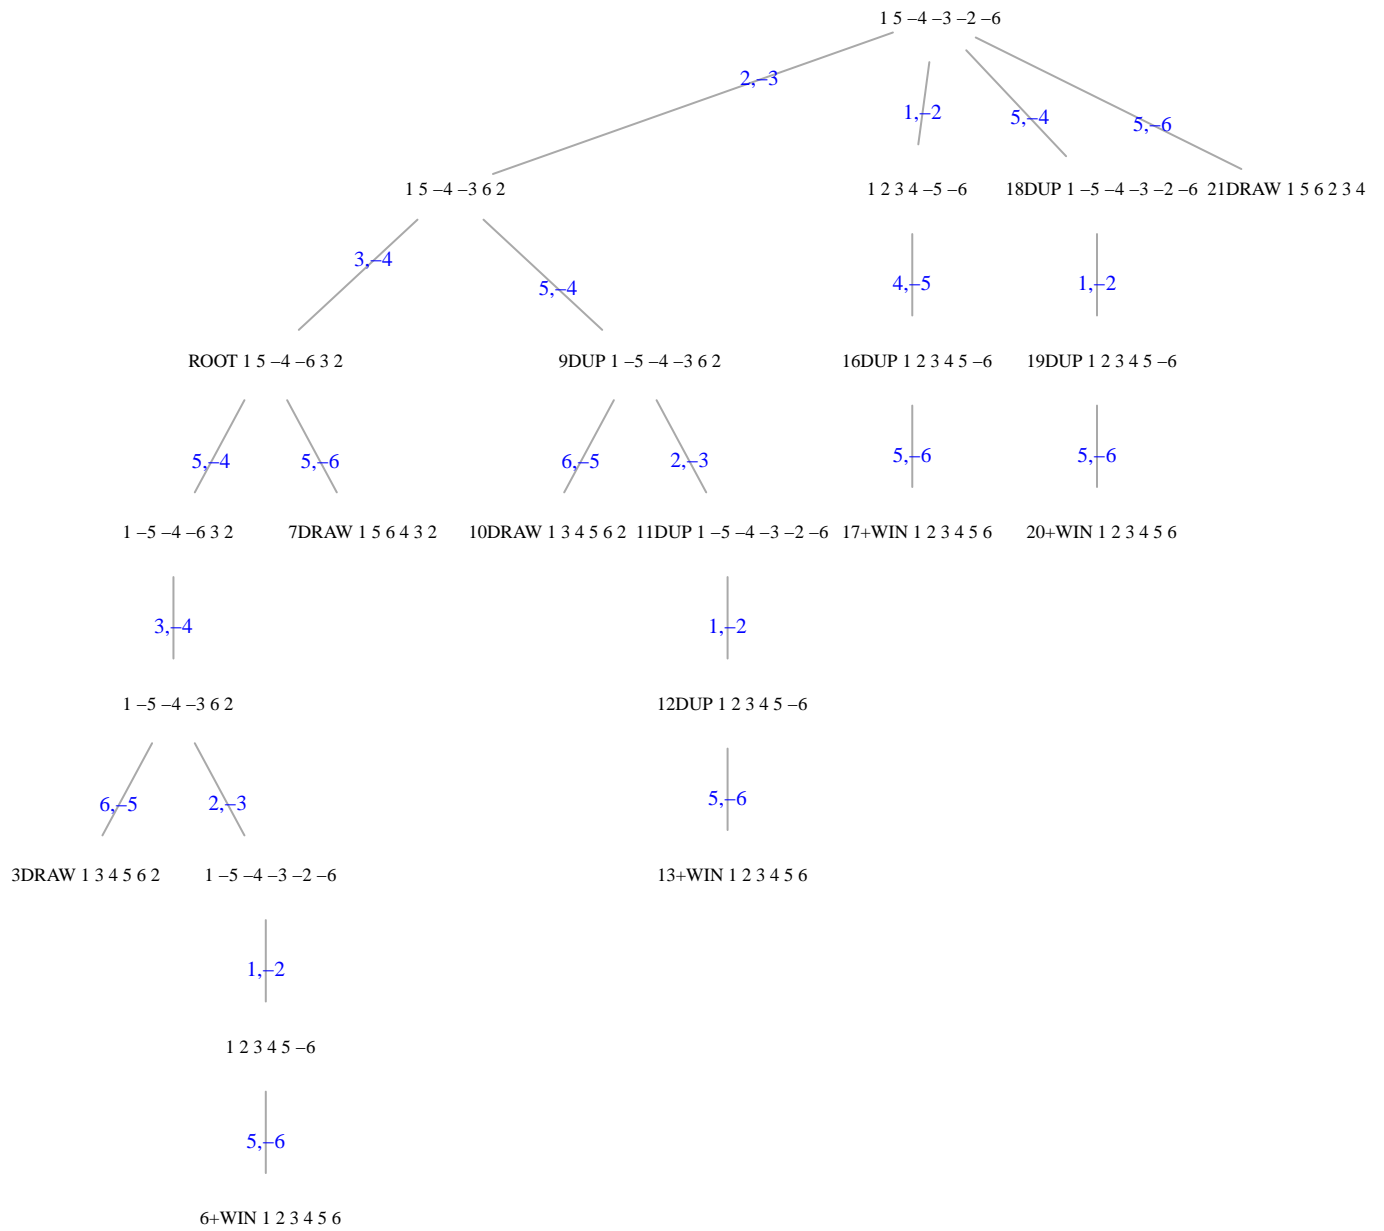 1 5 –4 –3 –2 –6
2,–3
1,–2
5,–4
5,–6
1 5 –4 –3 6 2
1 2 3 4 –5 –6
18DUP 1 –5 –4 –3 –2 –6
21DRAW 1 5 6 2 3 4
3,–4
5,–4
4,–5
1,–2
ROOT 1 5 –4 –6 3 2
9DUP 1 –5 –4 –3 6 2
16DUP 1 2 3 4 5 –6
19DUP 1 2 3 4 5 –6
5,–4
5,–6
6,–5
2,–3
5,–6
5,–6
1 –5 –4 –6 3 2
7DRAW 1 5 6 4 3 2
10DRAW 1 3 4 5 6 2
11DUP 1 –5 –4 –3 –2 –6
17+WIN 1 2 3 4 5 6
20+WIN 1 2 3 4 5 6
3,–4
1,–2
1 –5 –4 –3 6 2
12DUP 1 2 3 4 5 –6
6,–5
2,–3
5,–6
3DRAW 1 3 4 5 6 2
1 –5 –4 –3 –2 –6
13+WIN 1 2 3 4 5 6
1,–2
1 2 3 4 5 –6
5,–6
6+WIN 1 2 3 4 5 6